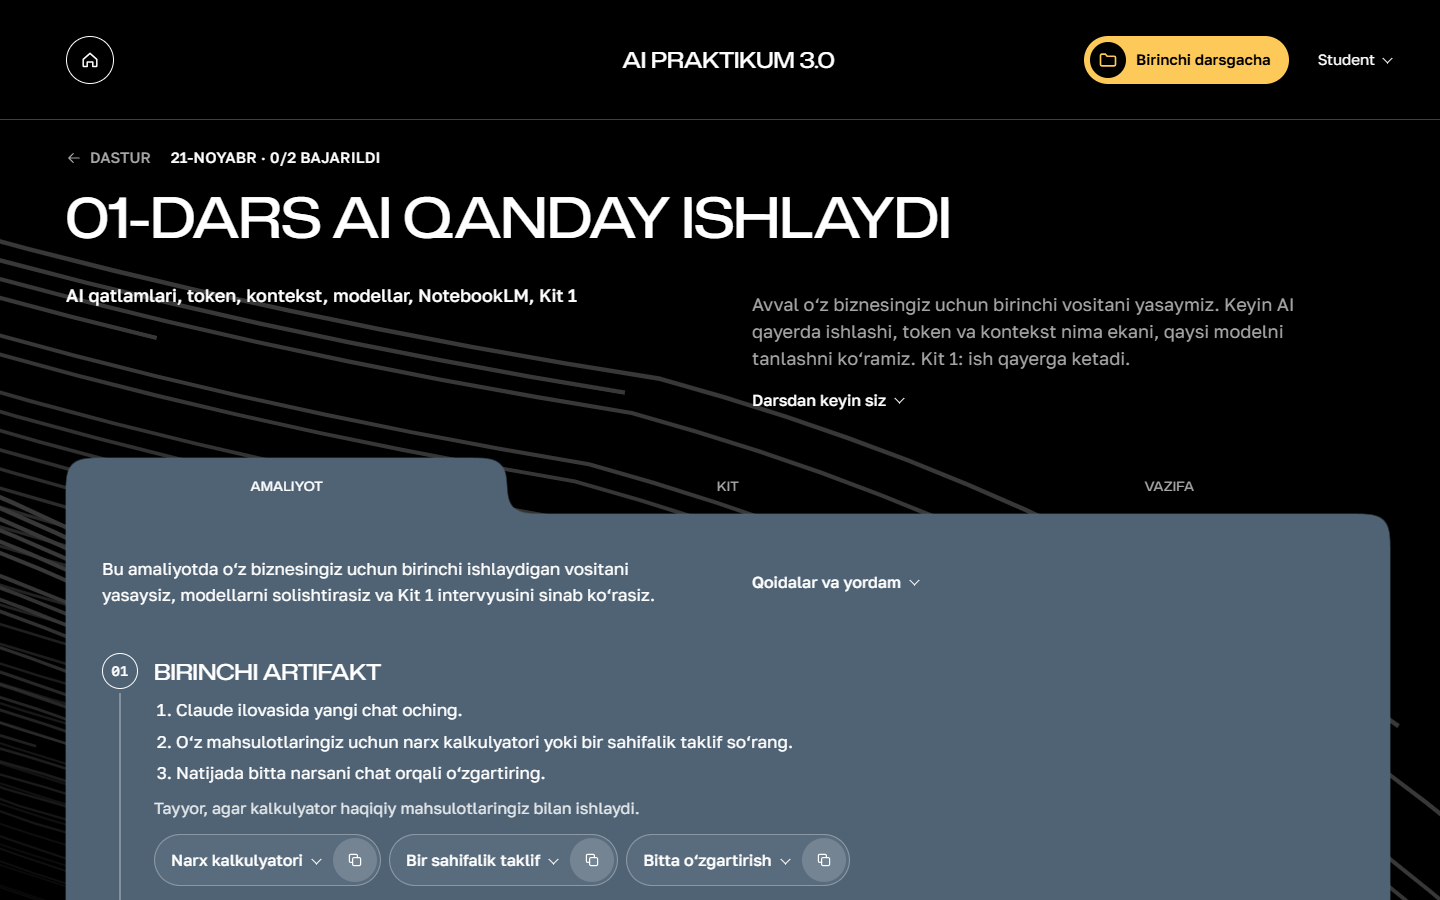 AI PRAKTIKUM 3.0
Birinchi darsgacha
Student
← DASTUR
21-NOYABR · 0/2 BAJARILDI
01-DARS AI QANDAY ISHLAYDI
AI qatlamlari, token, kontekst, modellar, NotebookLM, Kit 1
Avval oʻz biznesingiz uchun birinchi vositani yasaymiz. Keyin AI
qayerda ishlashi, token va kontekst nima ekani, qaysi modelni
tanlashni koʻramiz. Kit 1: ish qayerga ketadi.
Darsdan keyin siz
AMALIYOT
KIT
VAZIFA
Bu amaliyotda oʻz biznesingiz uchun birinchi ishlaydigan vositani
yasaysiz, modellarni solishtirasiz va Kit 1 intervyusini sinab koʻrasiz.
Qoidalar va yordam
01
BIRINCHI ARTIFAKT
1. Claude ilovasida yangi chat oching.
2. Oʻz mahsulotlaringiz uchun narx kalkulyatori yoki bir sahifalik taklif soʻrang.
3. Natijada bitta narsani chat orqali oʻzgartiring.
Tayyor, agar kalkulyator haqiqiy mahsulotlaringiz bilan ishlaydi.
Narx kalkulyatori
Bir sahifalik taklif
Bitta oʻzgartirish